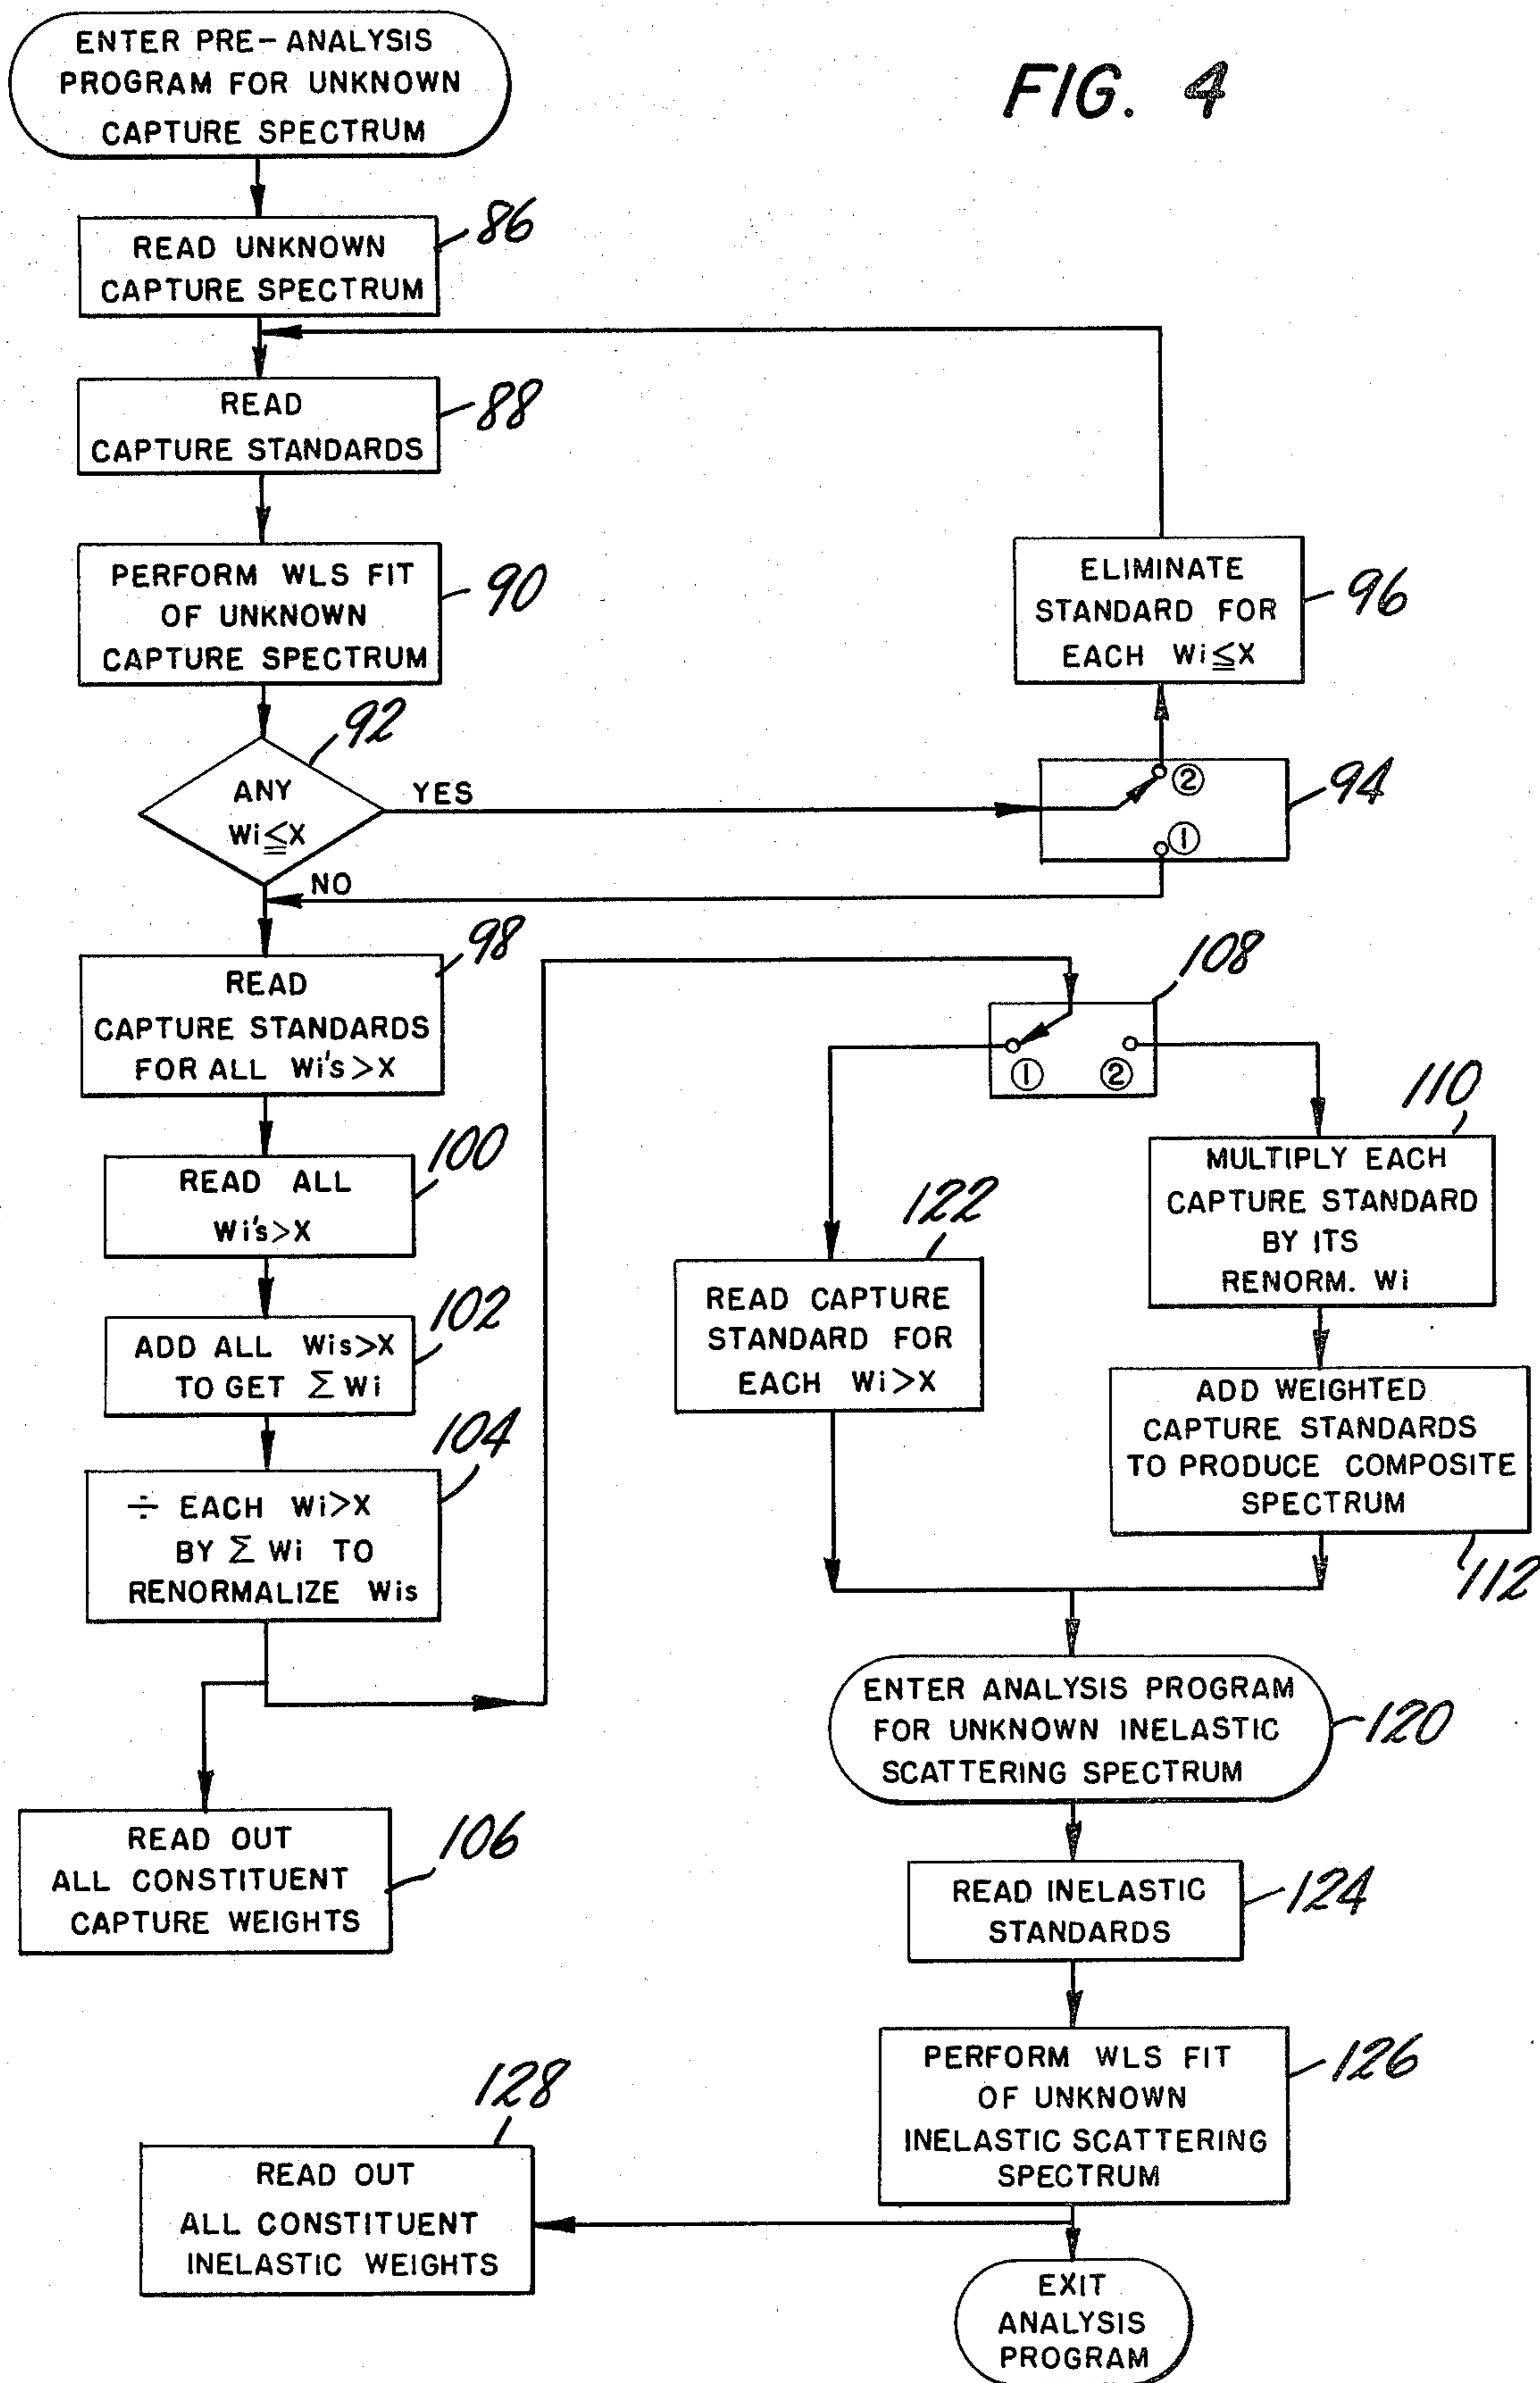 FIG. 4
ENTER PRE-ANALYSIS
PROGRAM FOR UNKNOWN
CAPTURE SPECTRUM
86
READ UNKNOWN
CAPTURE SPECTRUM
88
READ
CAPTURE STANDARDS
90
PERFORM WLS FIT
OF UNKNOWN
CAPTURE SPECTRUM
92
ANY
Wi≦X
YES
NO
94
②
①
96
ELIMINATE
STANDARD FOR
EACH Wi≦X
98
READ
CAPTURE STANDARDS
FOR ALL Wi's>X
100
READ ALL
Wi's>X
102
ADD ALL Wis>X
TO GET Σ Wi
104
÷ EACH Wi>X
BY Σ Wi TO
RENORMALIZE Wis
106
READ OUT
ALL CONSTITUENT
CAPTURE WEIGHTS
108
① ②
110
MULTIPLY EACH
CAPTURE STANDARD
BY ITS
RENORM. Wi
122
READ CAPTURE
STANDARD FOR
EACH Wi>X
ADD WEIGHTED
CAPTURE STANDARDS
TO PRODUCE COMPOSITE
SPECTRUM
112
ENTER ANALYSIS PROGRAM
FOR UNKNOWN INELASTIC
SCATTERING SPECTRUM
120
READ INELASTIC
STANDARDS
124
PERFORM WLS FIT
OF UNKNOWN
INELASTIC SCATTERING
SPECTRUM
126
128
READ OUT
ALL CONSTITUENT
INELASTIC WEIGHTS
EXIT
ANALYSIS
PROGRAM